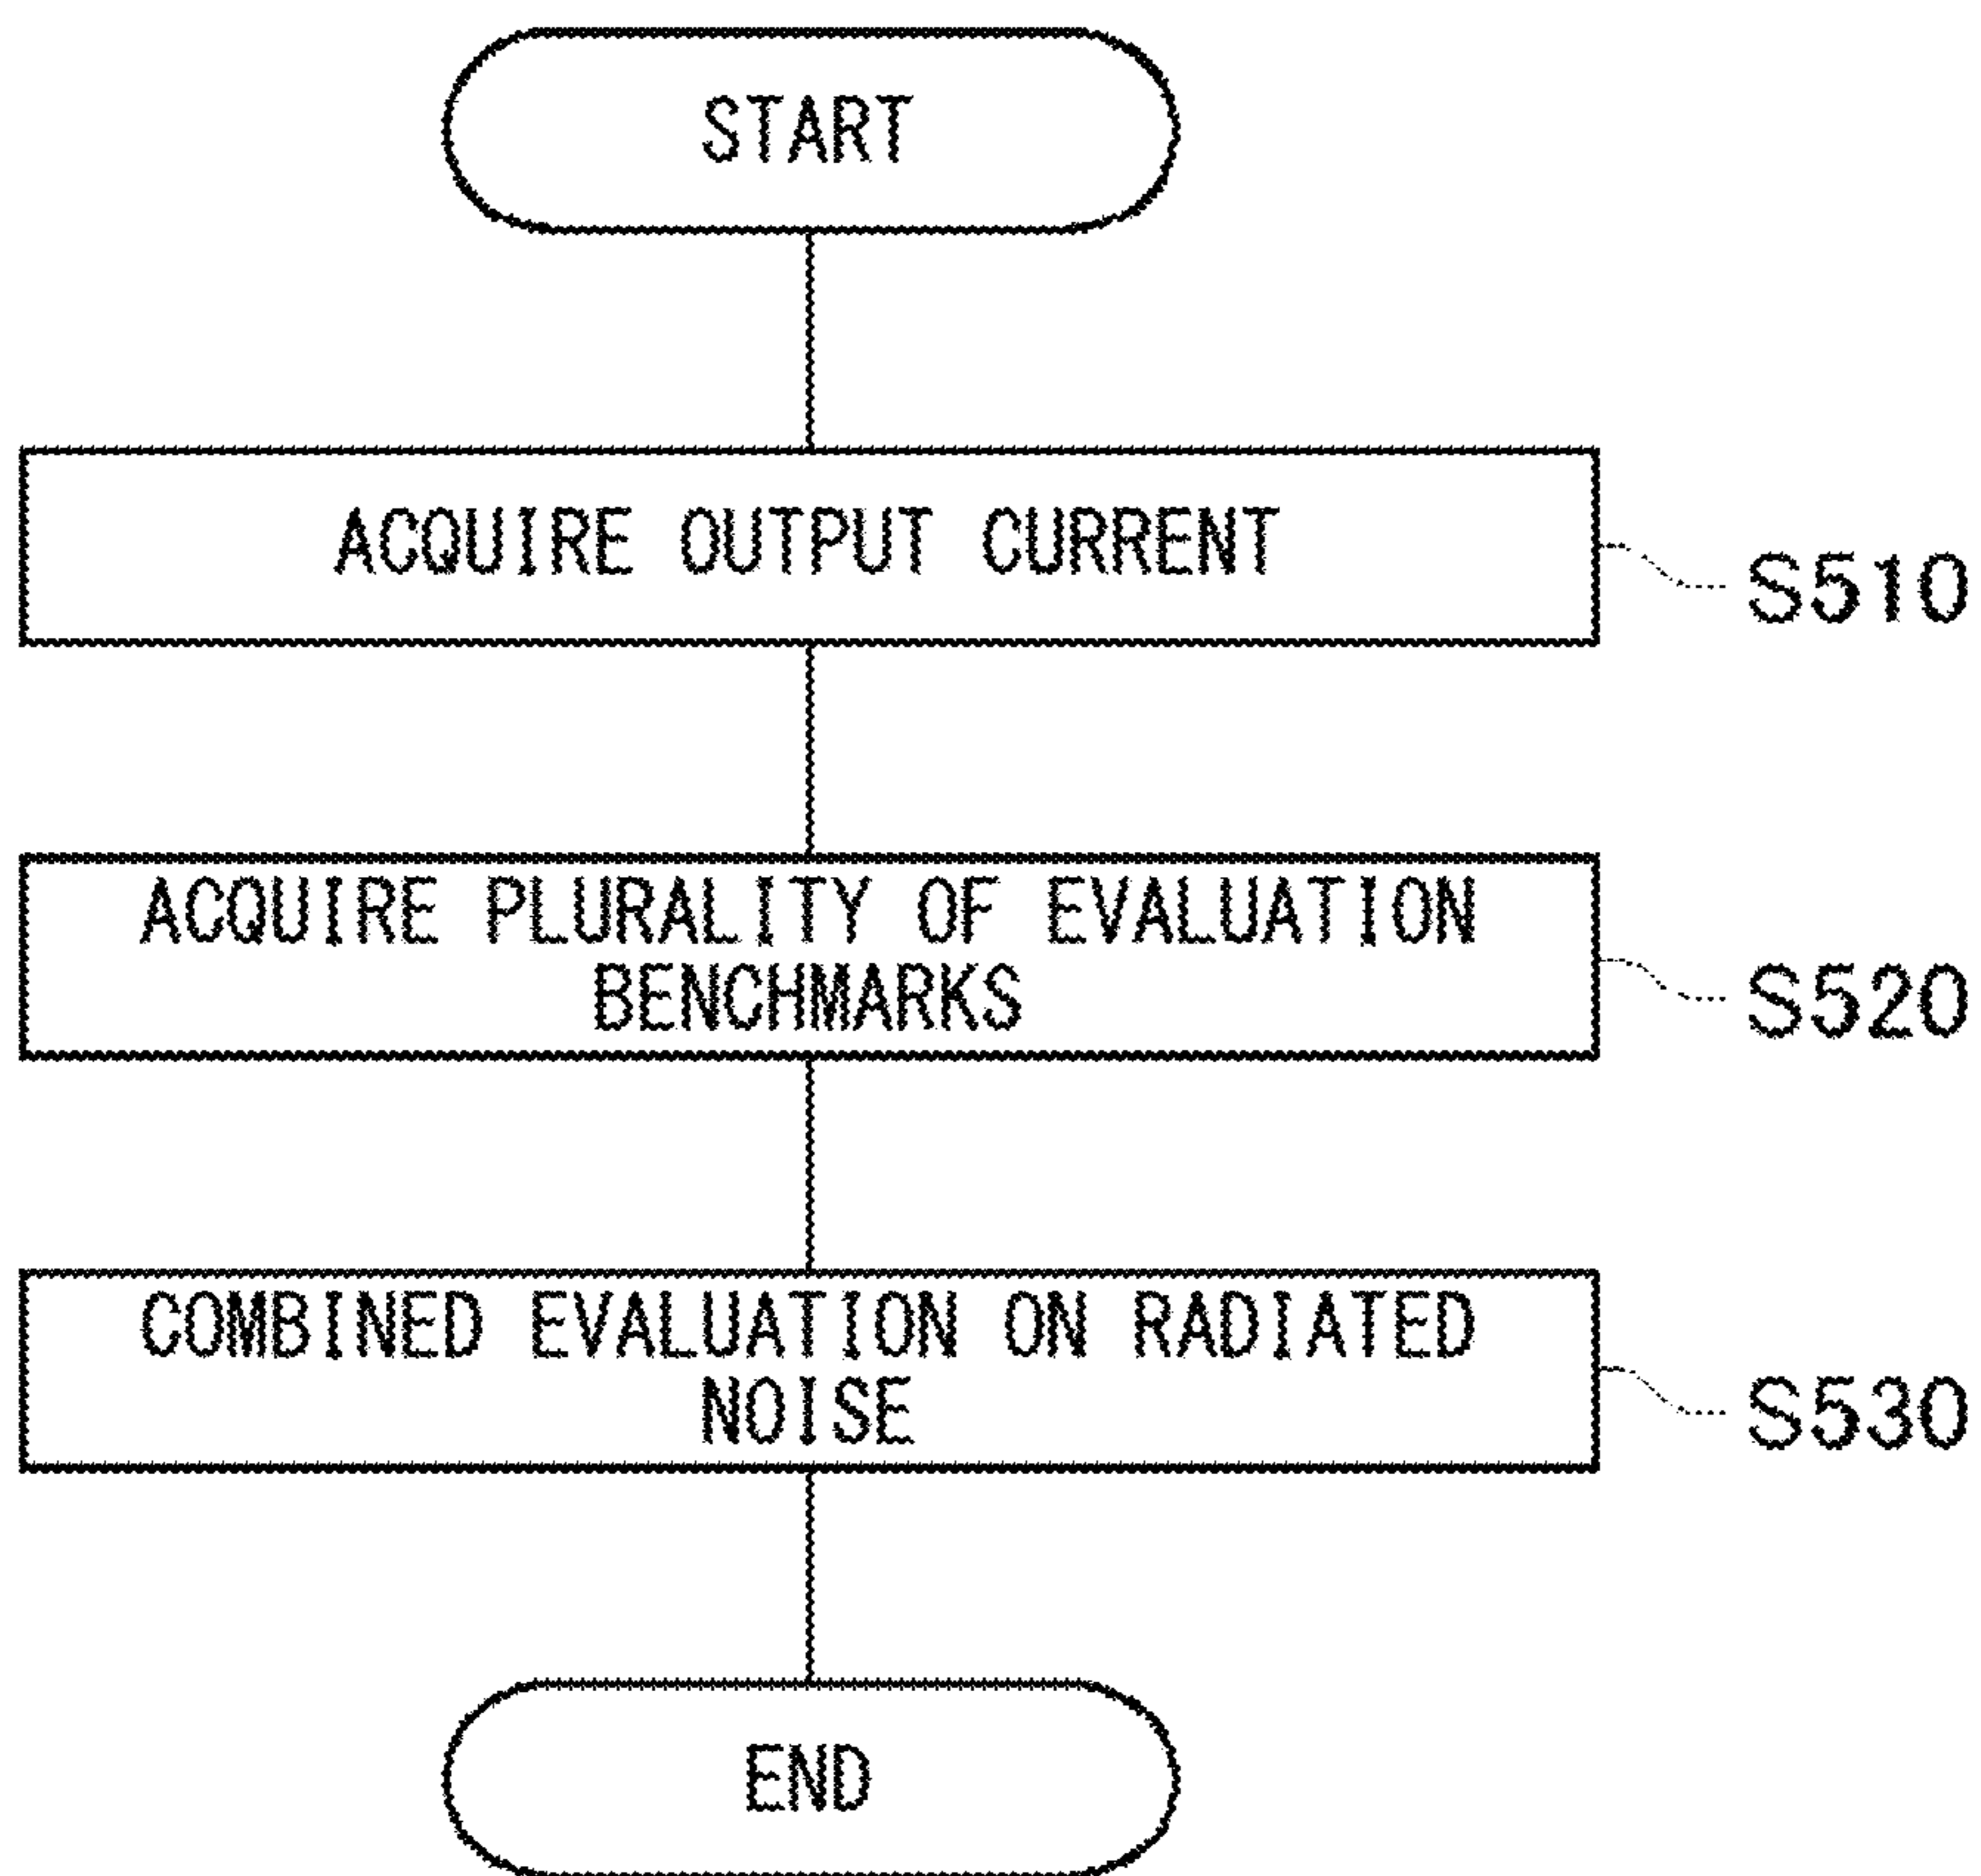 START
ACQUIRE OUTPUT CURRENT
S510
ACQUIRE PLURALITY OF EVALUATION
BENCHMARKS
S520
COMBINED EVALUATION ON RADIATED
NOISE
S530
END